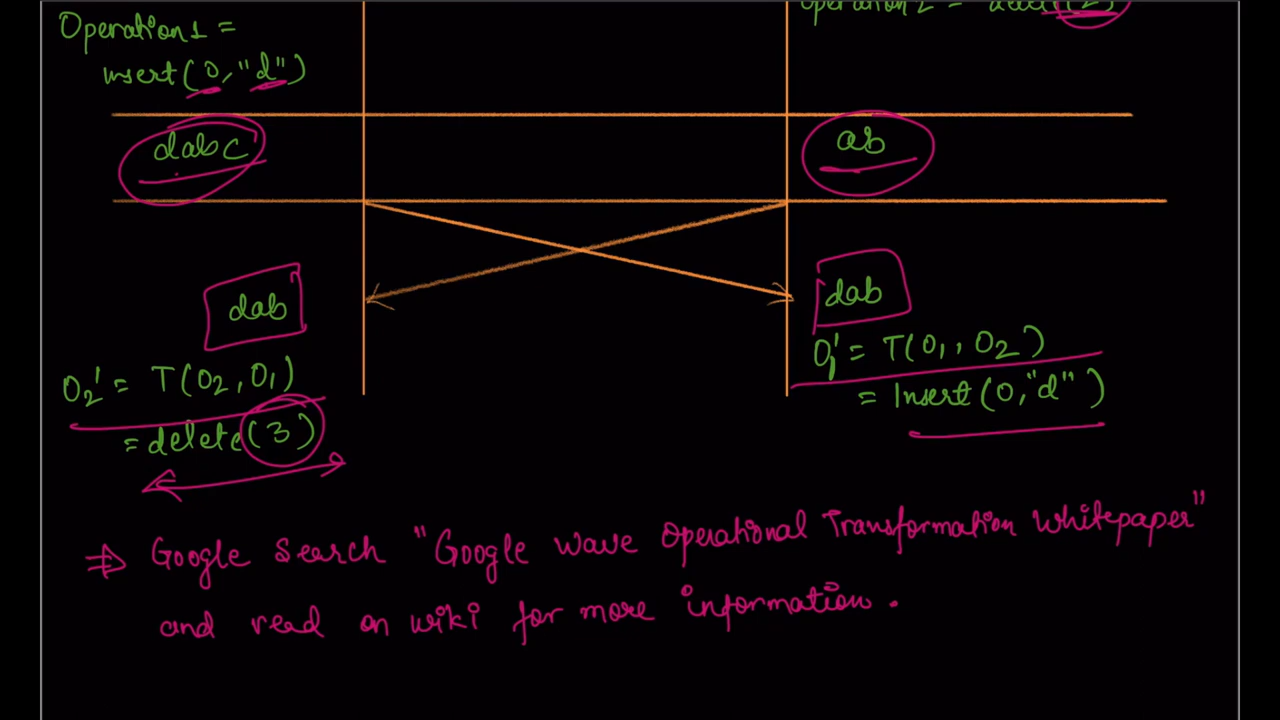 Operation1 =
insert(0,"d")
dabc
ab
dab
dab
O2' = T(O2,O1)
= delete(3)
O1' = T(O1,O2)
= Insert(0,"d")
⇒ Google Search "Google Wave Operational Transformation Whitepaper"
and read on wiki for more information.